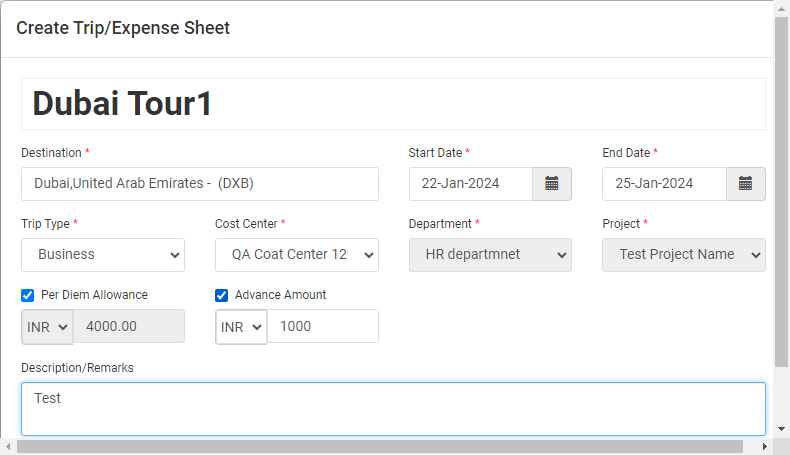 Create Trip/Expense Sheet
Dubai Tour1
Destination * Start Date * End Date *
Dubai,United Arab Emirates - (DXB) 22-Jan-2024 25-Jan-2024
Trip Type * Cost Center * Department * Project *
Business QA Coat Center 12 HR departmnet Test Project Name
Per Diem Allowance Advance Amount
INR 4000.00 INR 1000
Description/Remarks
Test